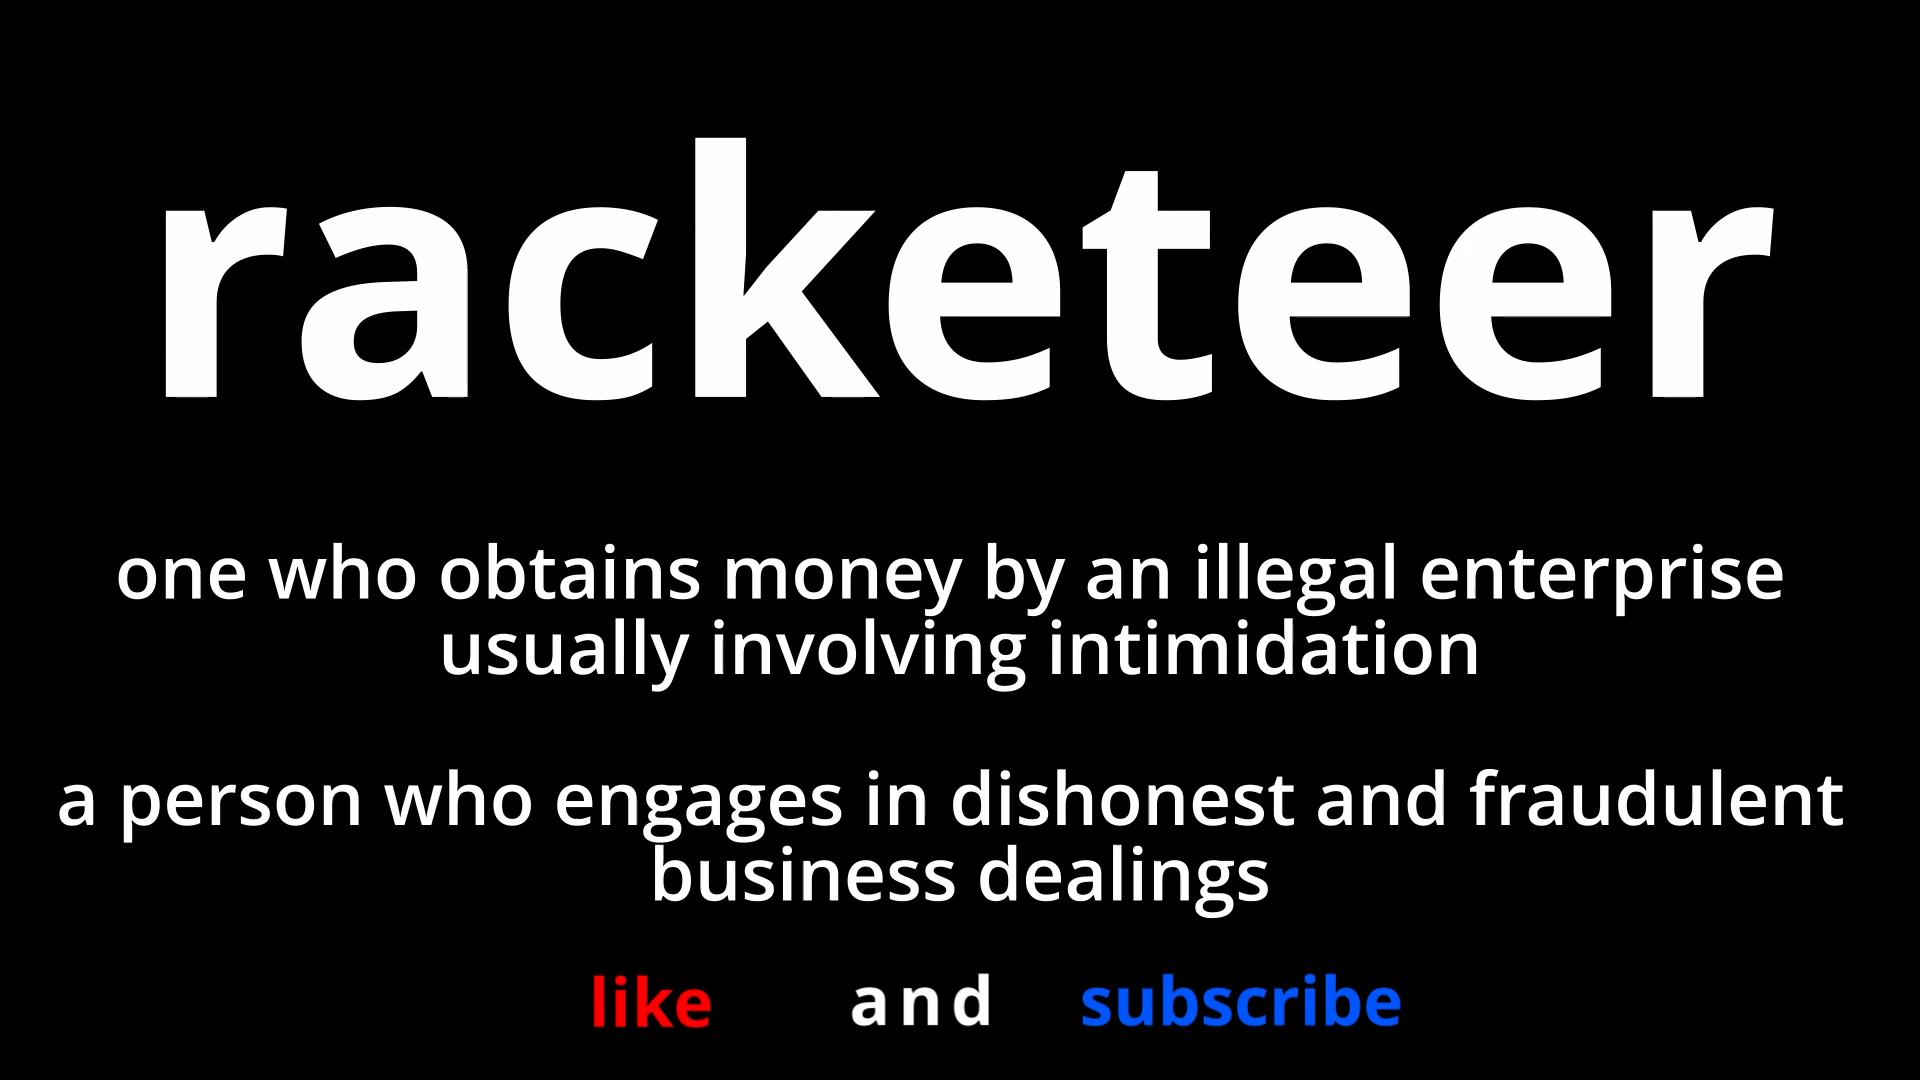 racketeer
one who obtains money by an illegal enterprise
usually involving intimidation
a person who engages in dishonest and fraudulent
business dealings
like and subscribe